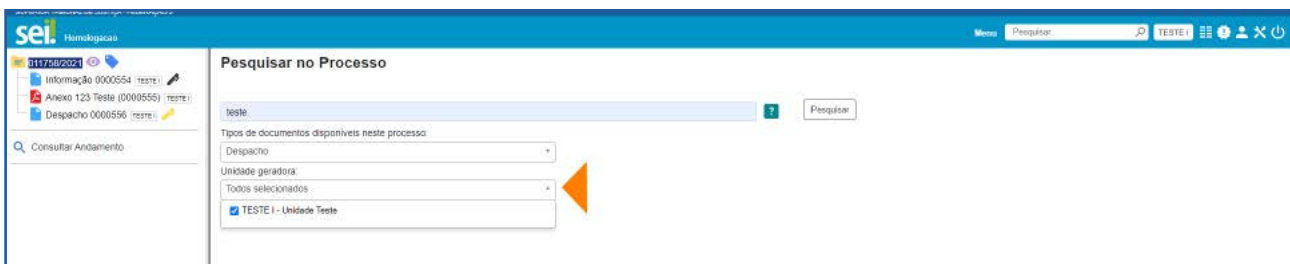 sei! Homologacao
Menu Pesquisar... TESTE I
011758/2021
Informação 0000554 TESTE I
Anexo 123 Teste (0000555) TESTE I
Despacho 0000556 TESTE I
Consultar Andamento
Pesquisar no Processo
teste ? Pesquisar
Tipos de documentos disponíveis neste processo:
Despacho
Unidade geradora:
Todos selecionados
TESTE I - Unidade Teste